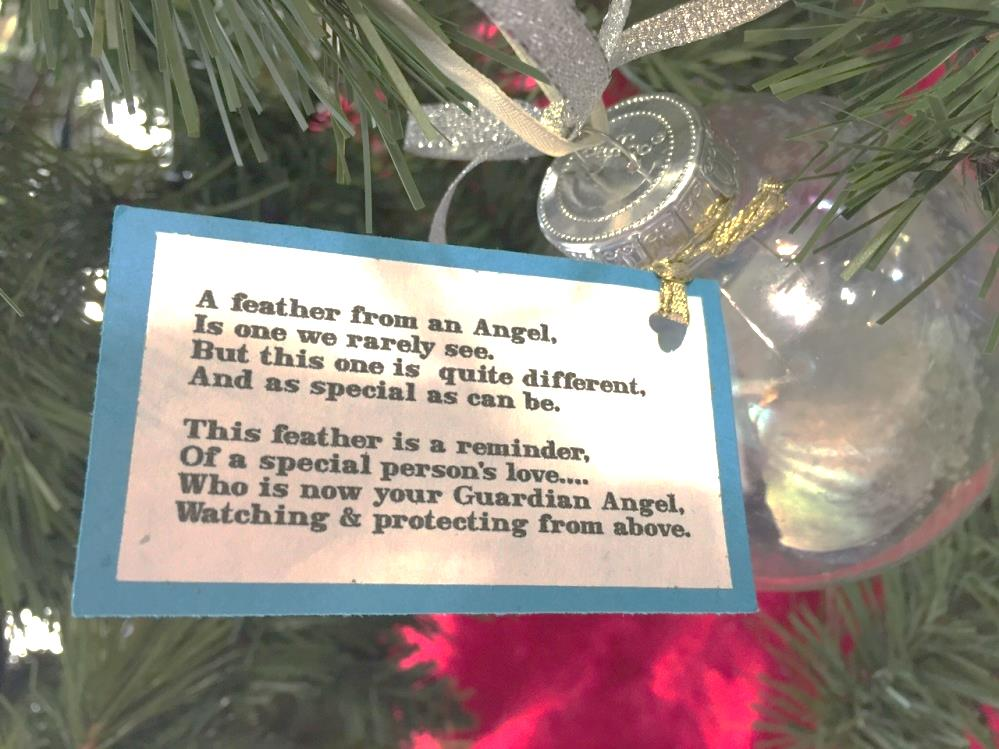 A feather from an Angel,
Is one we rarely see.
But this one is quite different,
And as special as can be.
This feather is a reminder,
Of a special person's love....
Who is now your Guardian Angel,
Watching & protecting from above.